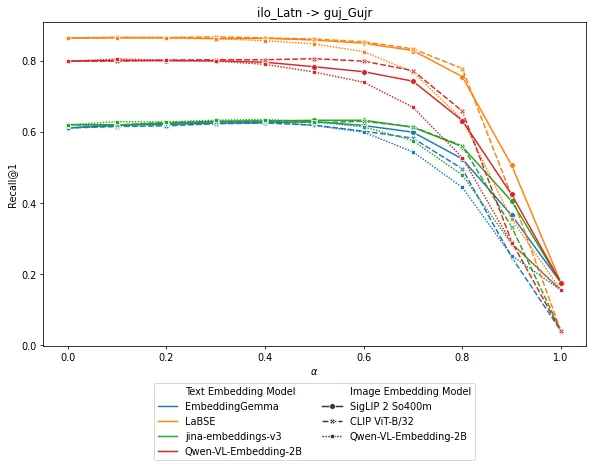 ilo_Latn -> guj_Gujr
Recall@1
0.8
0.6
0.4
0.2
0.0
0.0 0.2 0.4 0.6 0.8 1.0
α
Text Embedding Model
EmbeddingGemma
LaBSE
jina-embeddings-v3
Qwen-VL-Embedding-2B
Image Embedding Model
SigLIP 2 So400m
CLIP ViT-B/32
Qwen-VL-Embedding-2B